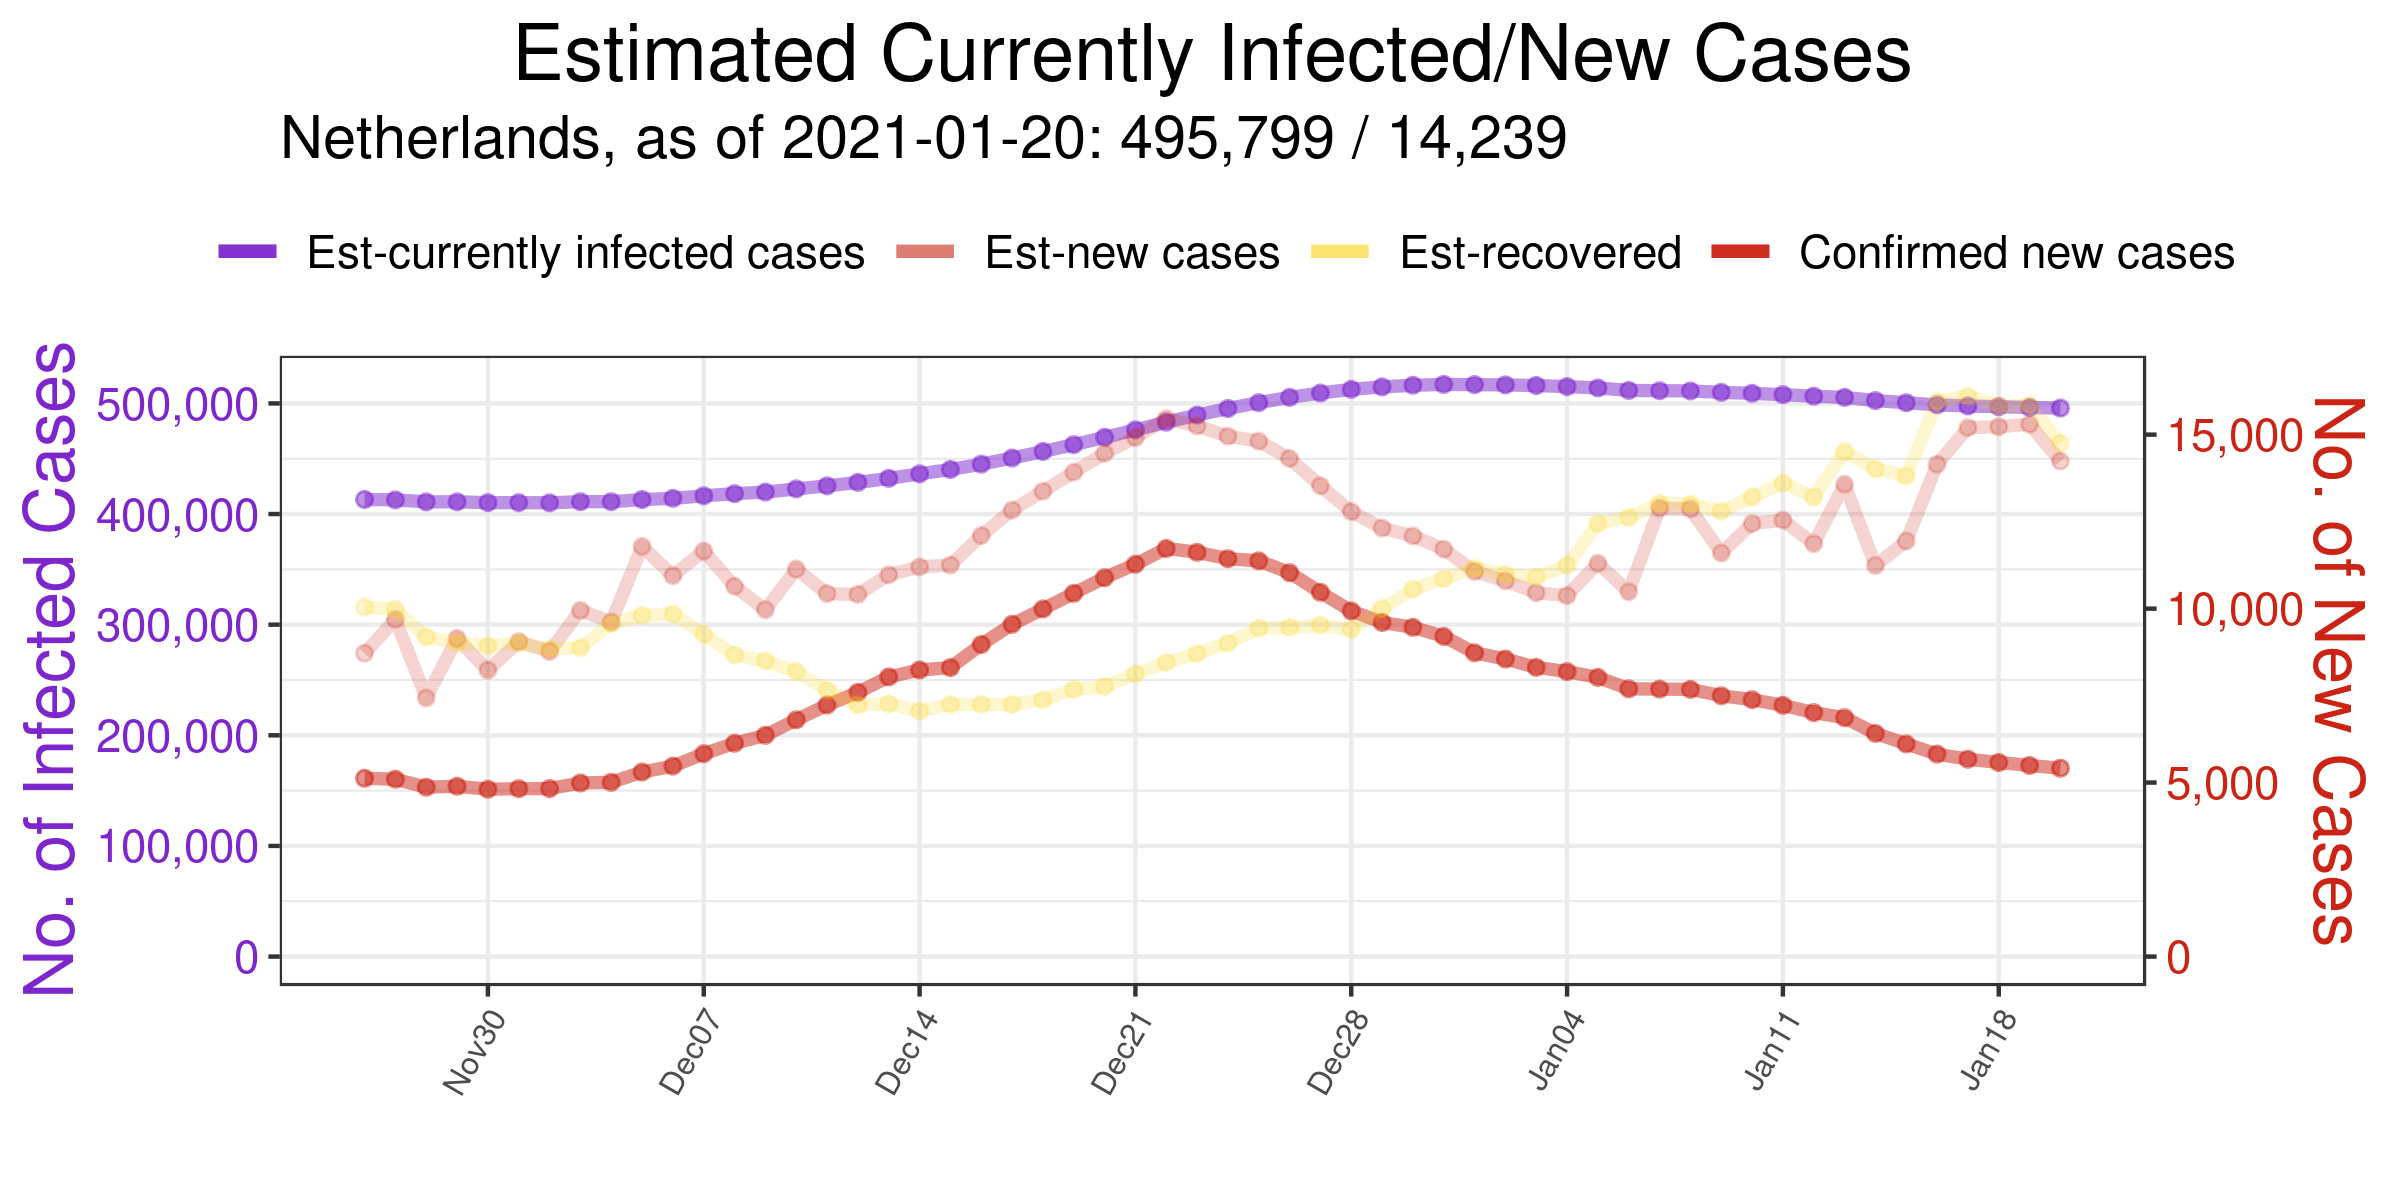 Estimated Currently Infected/New Cases
Netherlands, as of 2021-01-20: 495,799 / 14,239
Est-currently infected cases
Est-new cases
Est-recovered
Confirmed new cases
No. of Infected Cases
500,000
400,000
300,000
200,000
100,000
0
15,000
10,000
5,000
0
No. of New Cases
Nov30
Dec07
Dec14
Dec21
Dec28
Jan04
Jan11
Jan18